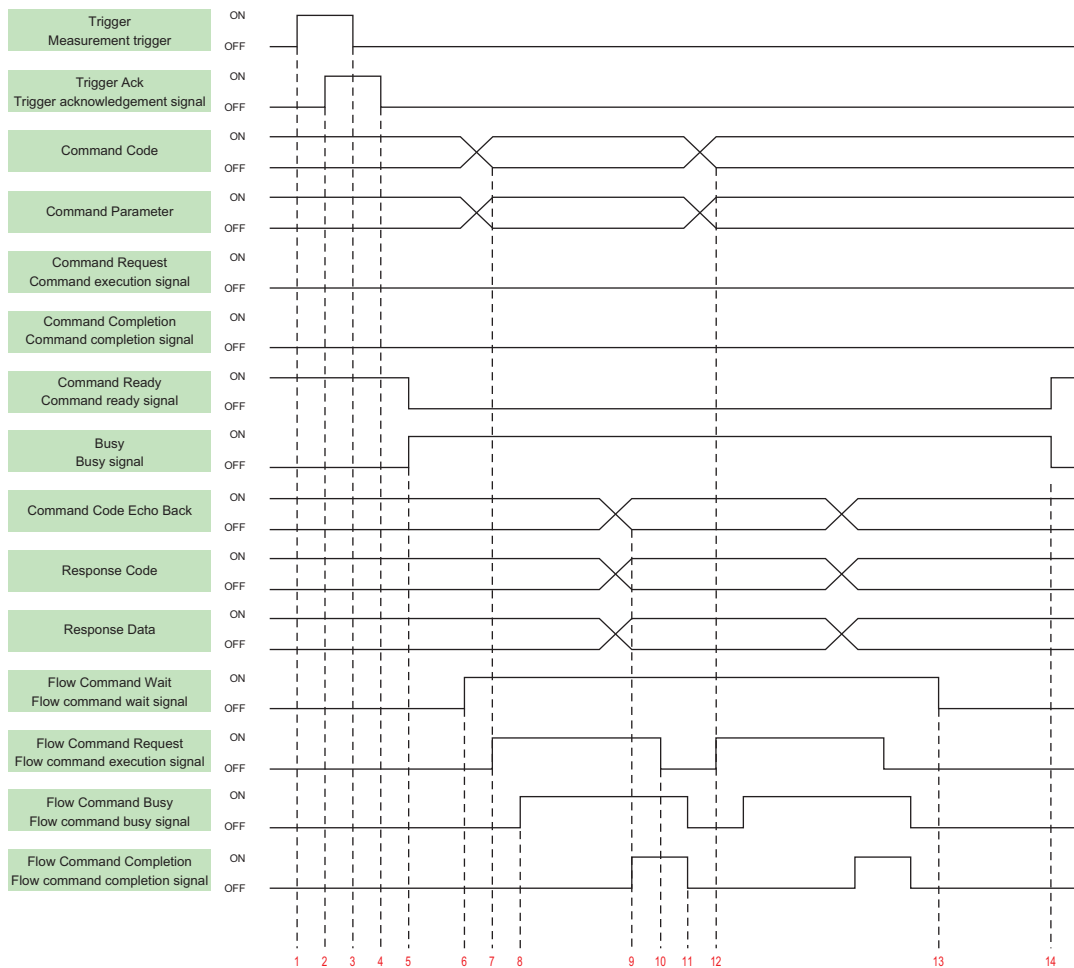 Trigger
Measurement trigger
ON
OFF
Trigger Ack
Trigger acknowledgement signal
ON
OFF
Command Code
ON
OFF
Command Parameter
ON
OFF
Command Request
Command execution signal
ON
OFF
Command Completion
Command completion signal
ON
OFF
Command Ready
Command ready signal
ON
OFF
Busy
Busy signal
ON
OFF
Command Code Echo Back
ON
OFF
Response Code
ON
OFF
Response Data
ON
OFF
Flow Command Wait
Flow command wait signal
ON
OFF
Flow Command Request
Flow command execution signal
ON
OFF
Flow Command Busy
Flow command busy signal
ON
OFF
Flow Command Completion
Flow command completion signal
ON
OFF
1 2 3 4 5 6 7 8 9 10 11 12 13 14